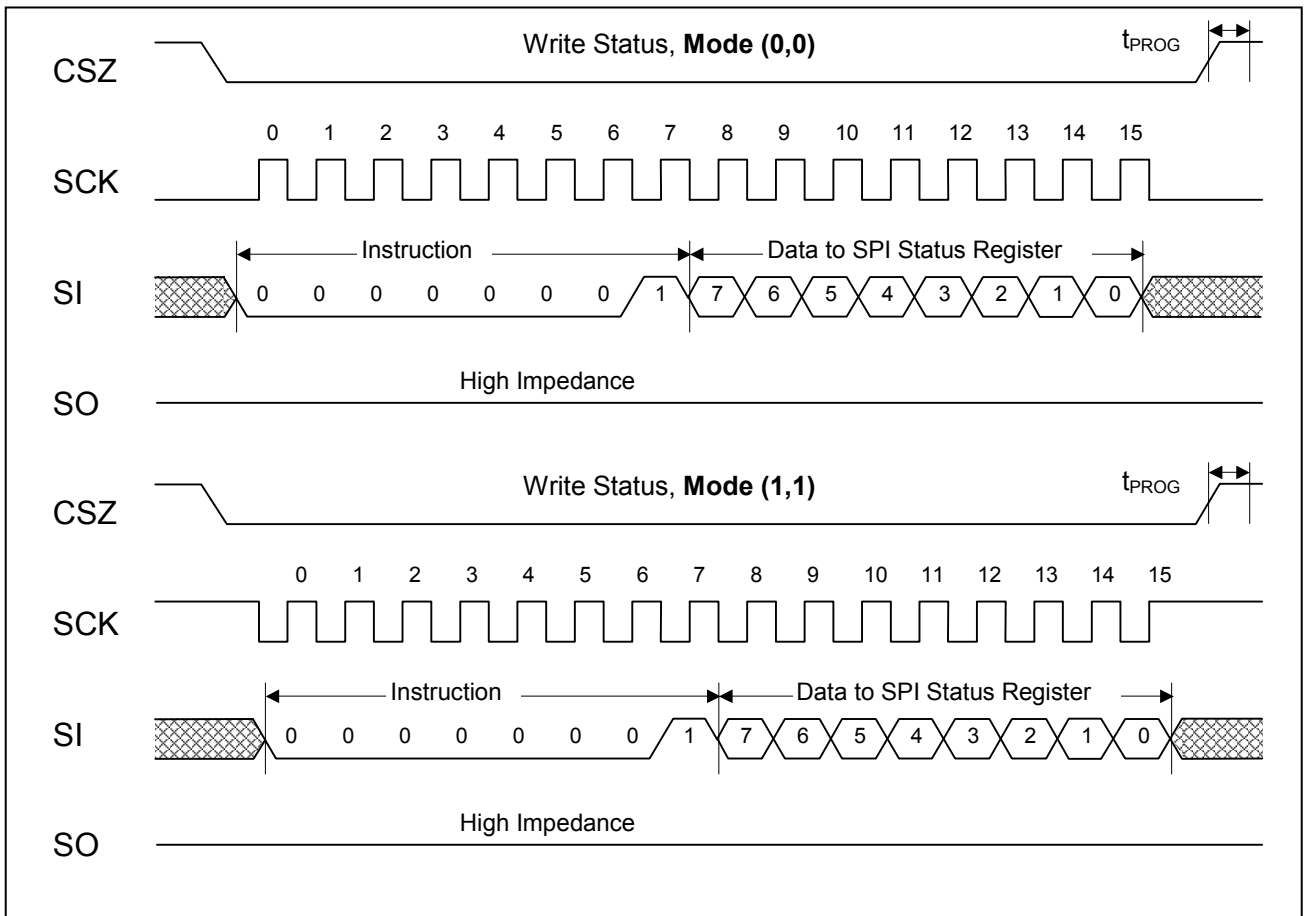 Write Status, Mode (0,0)
tPROG
CSZ
0 1 2 3 4 5 6 7 8 9 10 11 12 13 14 15
SCK
Instruction
Data to SPI Status Register
SI
0 0 0 0 0 0 0 1 7 6 5 4 3 2 1 0
High Impedance
SO
Write Status, Mode (1,1)
tPROG
CSZ
0 1 2 3 4 5 6 7 8 9 10 11 12 13 14 15
SCK
Instruction
Data to SPI Status Register
SI
0 0 0 0 0 0 0 1 7 6 5 4 3 2 1 0
High Impedance
SO